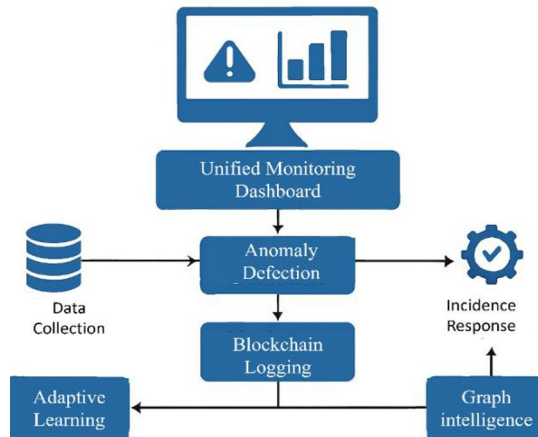 Unified Monitoring
Dashboard
Anomaly
Defection
Data
Collection
Incidence
Response
Blockchain
Logging
Adaptive
Learning
Graph
intelligence